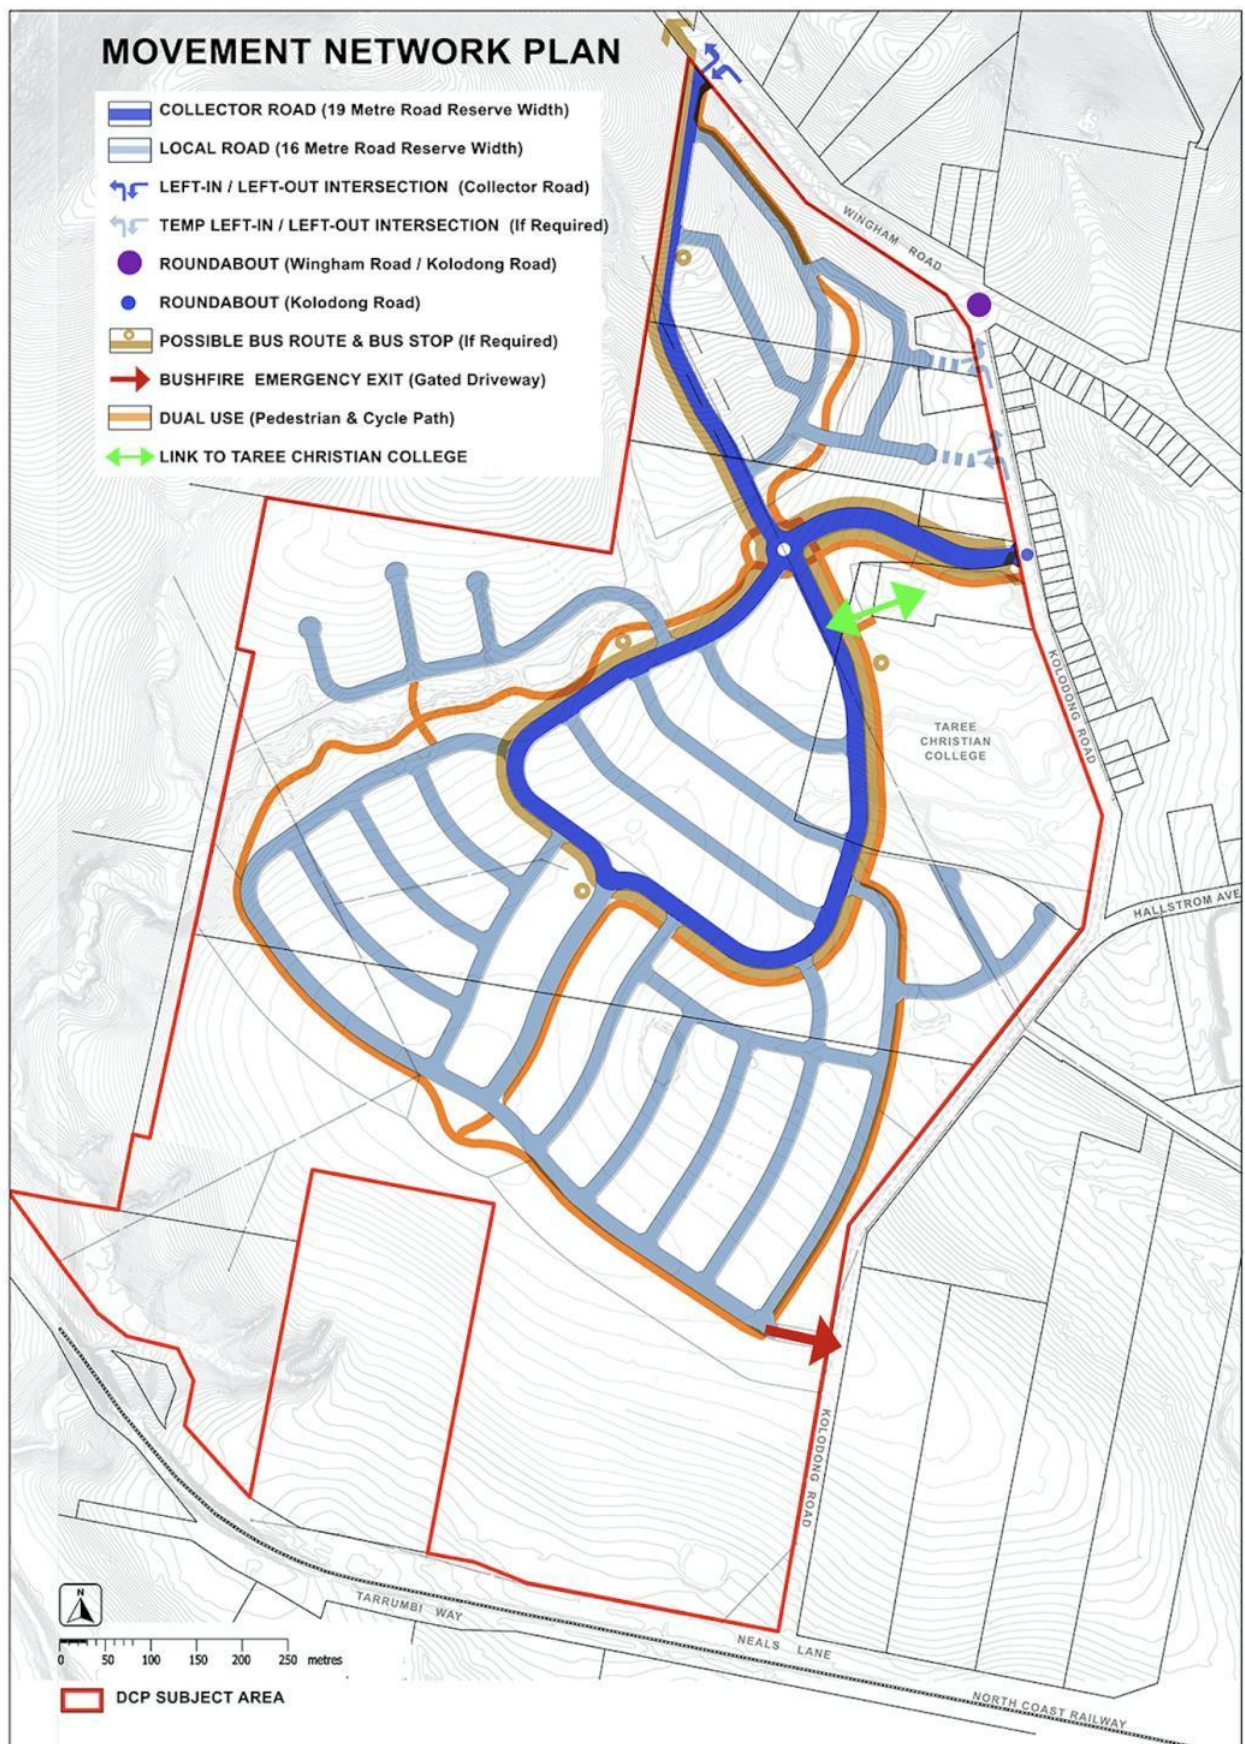 MOVEMENT NETWORK PLAN
COLLECTOR ROAD (19 Metre Road Reserve Width)
LOCAL ROAD (16 Metre Road Reserve Width)
LEFT-IN / LEFT-OUT INTERSECTION (Collector Road)
TEMP LEFT-IN / LEFT-OUT INTERSECTION (If Required)
ROUNDABOUT (Wingham Road / Kolodong Road)
ROUNDABOUT (Kolodong Road)
POSSIBLE BUS ROUTE & BUS STOP (If Required)
BUSHFIRE EMERGENCY EXIT (Gated Driveway)
DUAL USE (Pedestrian & Cycle Path)
LINK TO TAREE CHRISTIAN COLLEGE
WINGHAM ROAD
KOLODONG ROAD
TAREE
CHRISTIAN
COLLEGE
HALLSTROM AVE
KOLODONG ROAD
TARRUMBI WAY
NEALS LANE
NORTH COAST RAILWAY
N
0 50 100 150 200 250 metres
DCP SUBJECT AREA